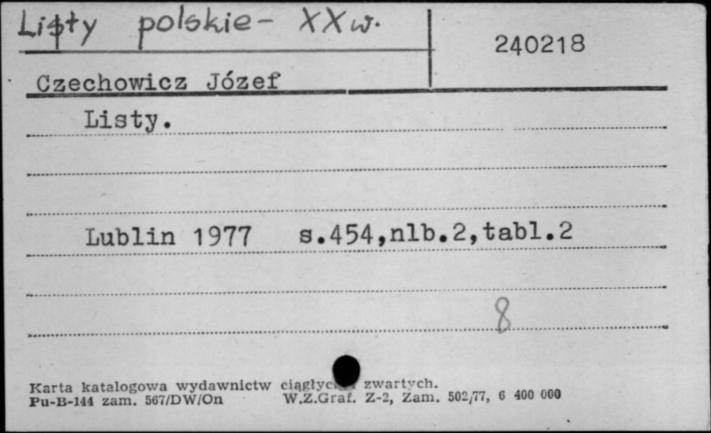 Listy polskie - XX w.
240218
Czechowicz Józef
Listy.
Lublin 1977 s.454,nlb.2,tabl.2
8
Karta katalogowa wydawnictw zwartych.
Pu-B-144 zam. 567/DW/On W.Z.Graf. Z-2, Zam. 502/77, 6 400 000